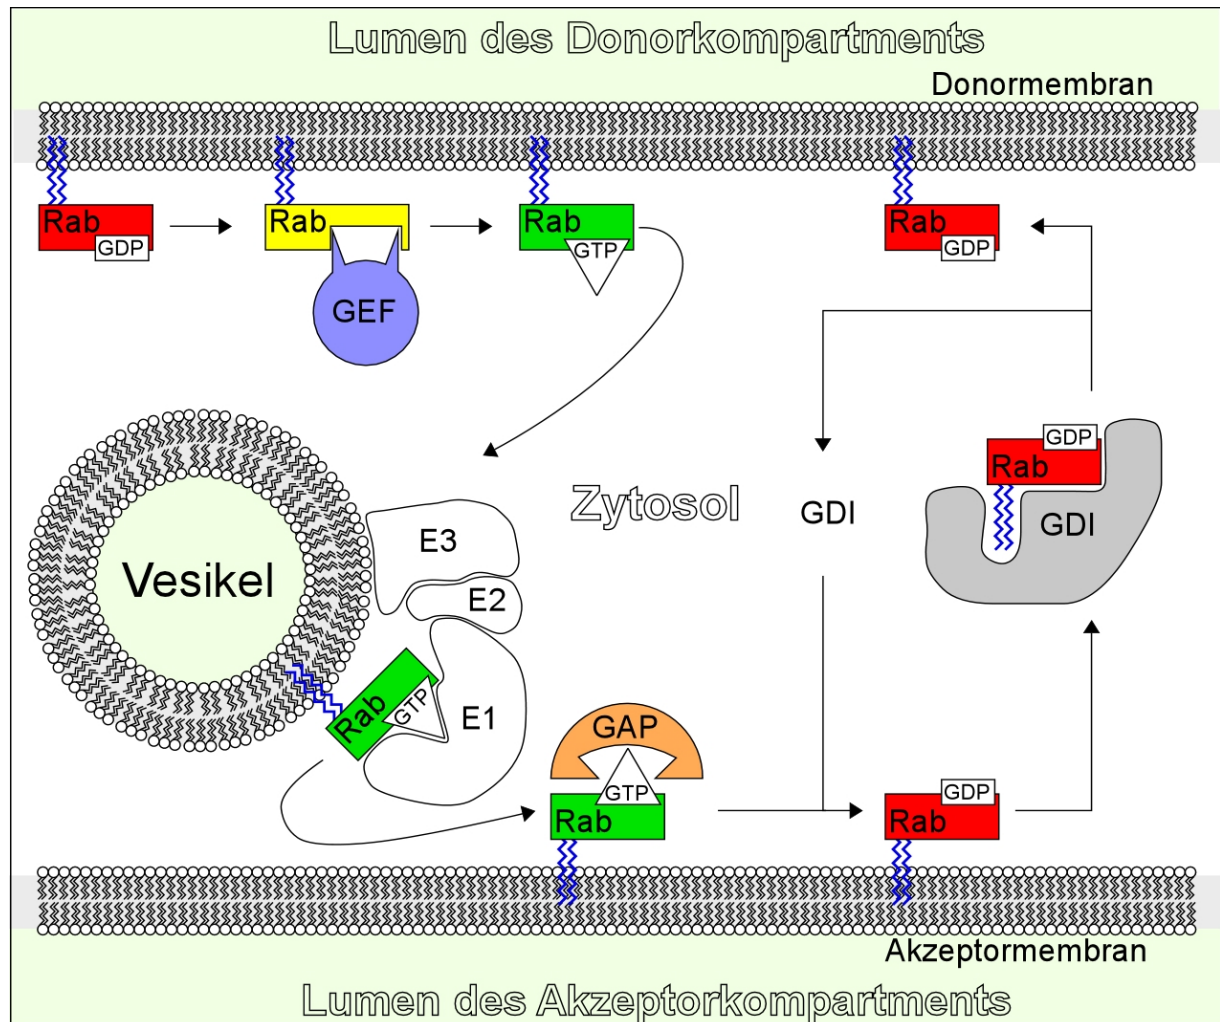 Lumen des Donorkompartments
Donormembran
Rab
GDP
Rab
GEF
Rab
GTP
Rab
GDP
GDP
Rab
GDI
Zytosol
GDI
Vesikel
E3
E2
E1
Rab
GTP
GAP
GTP
Rab
GDP
Rab
Akzeptormembran
Lumen des Akzeptorkompartments